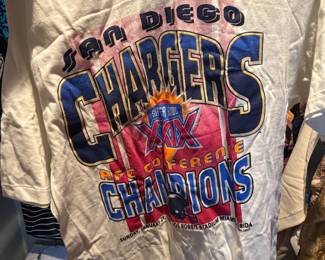 SAN DIEGO
CHARGERS
XXIX
AFC CONFERENCE
CHAMPIONS